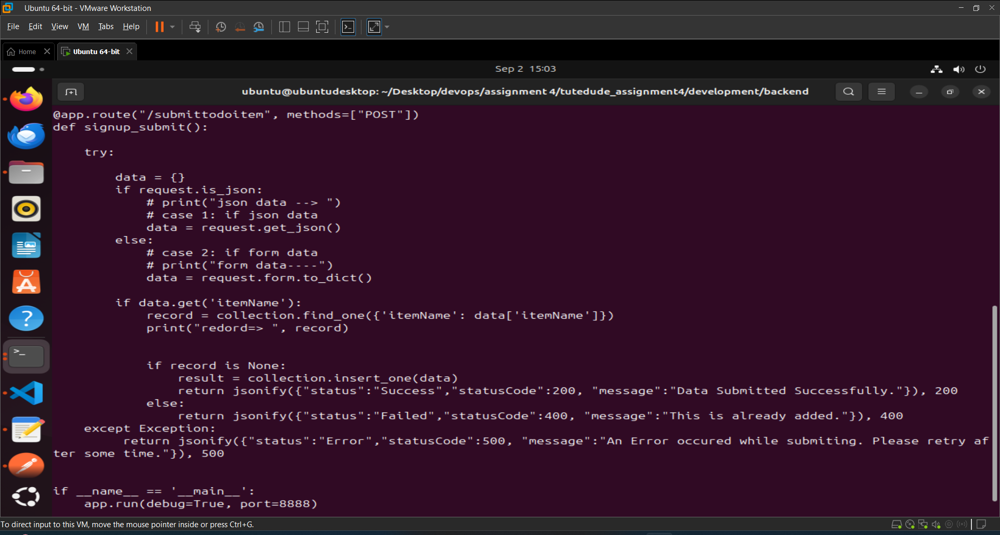 Ubuntu 64-bit - VMware Workstation
File Edit View VM Tabs Help
Home
Ubuntu 64-bit
Sep 2 15:03
ubuntu@ubuntudesktop: ~/Desktop/devops/assignment 4/tutedude_assignment4/development/backend
@app.route("/submittodoitem", methods=["POST"])
def signup_submit():
try:
data = {}
if request.is_json:
# print("json data --> ")
# case 1: if json data
data = request.get_json()
else:
# case 2: if form data
# print("form data----")
data = request.form.to_dict()
if data.get('itemName'):
record = collection.find_one({'itemName': data['itemName']})
print("redord=> ", record)
if record is None:
result = collection.insert_one(data)
return jsonify({"status":"Success","statusCode":200, "message":"Data Submitted Successfully."}), 200
else:
return jsonify({"status":"Failed","statusCode":400, "message":"This is already added."}), 400
except Exception:
return jsonify({"status":"Error","statusCode":500, "message":"An Error occured while submiting. Please retry af
ter some time."}), 500
if __name__ == '__main__':
app.run(debug=True, port=8888)
To direct input to this VM, move the mouse pointer inside or press Ctrl+G.